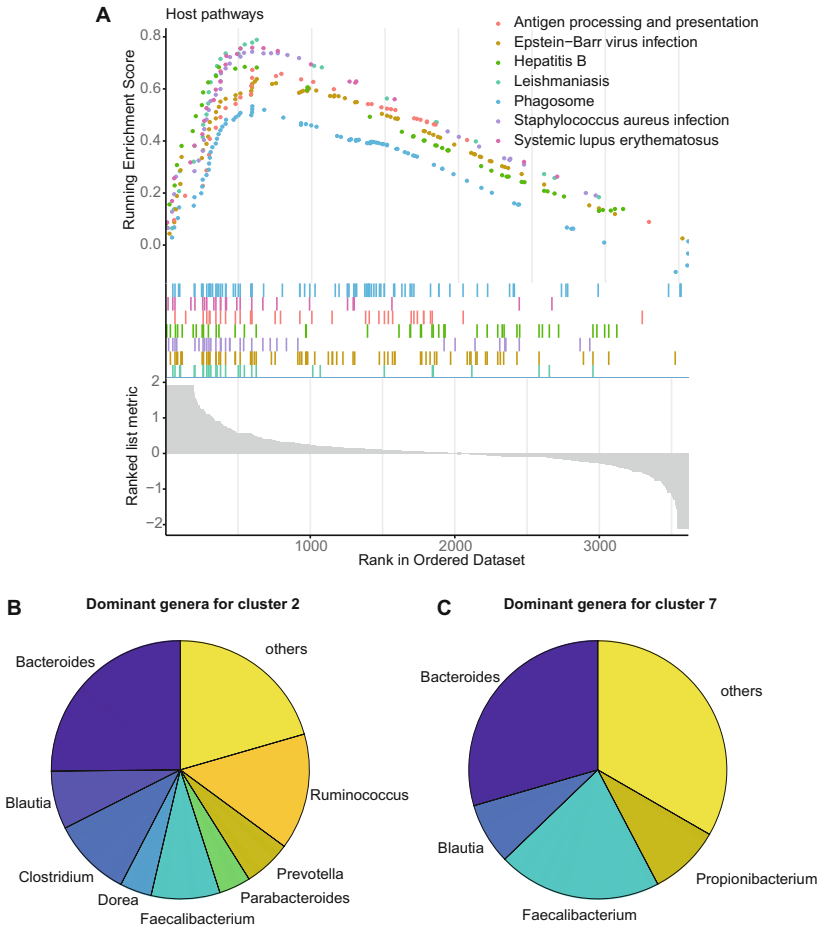 A
Host pathways
Antigen processing and presentation
Epstein−Barr virus infection
Hepatitis B
Leishmaniasis
Phagosome
Staphylococcus aureus infection
Systemic lupus erythematosus
Running Enrichment Score
0.8
0.6
0.4
0.2
0.0
Ranked list metric
2
1
0
−1
−2
1000 2000 3000
Rank in Ordered Dataset
B Dominant genera for cluster 2
Bacteroides
others
Blautia
Ruminococcus
Clostridium
Prevotella
Dorea
Parabacteroides
Faecalibacterium
C Dominant genera for cluster 7
Bacteroides
others
Blautia
Propionibacterium
Faecalibacterium